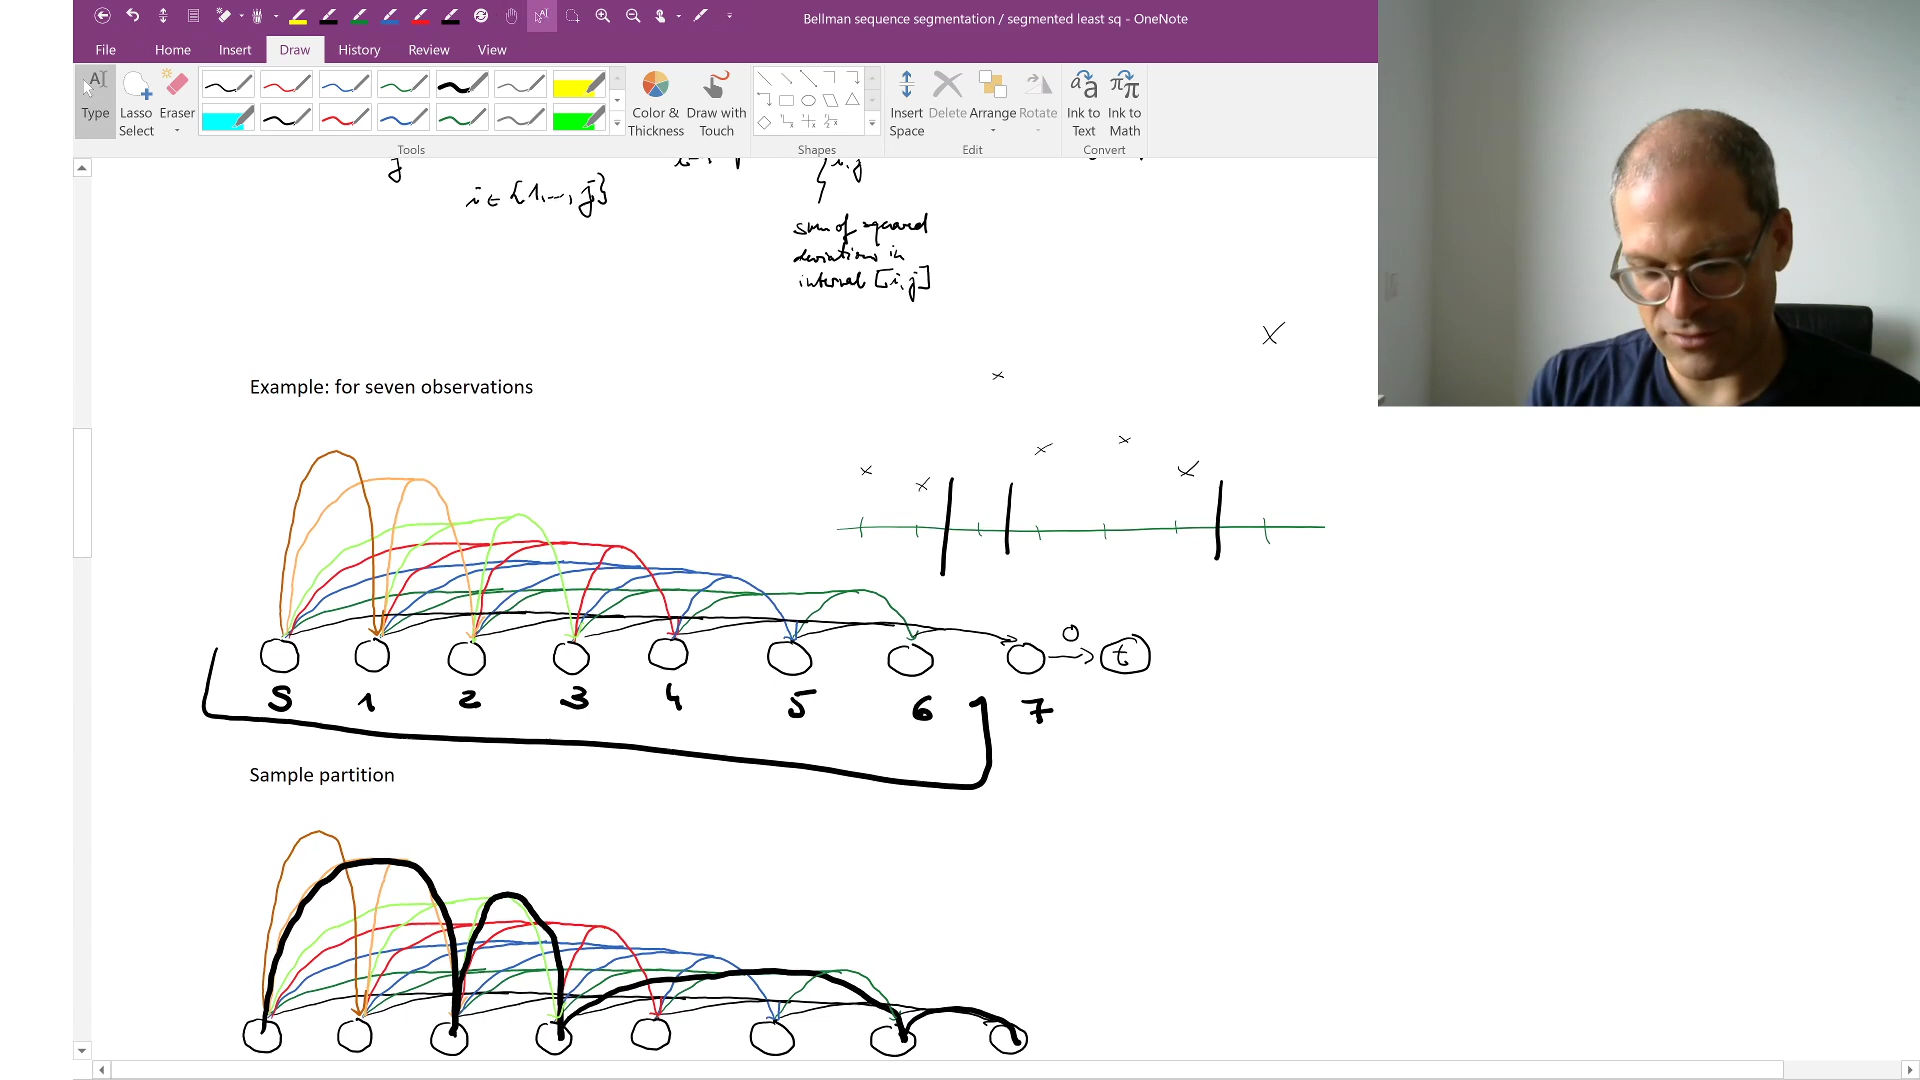 Bellman sequence segmentation / segmented least sq - OneNote
File Home Insert Draw History Review View
Type
Lasso Select
Eraser
Color & Thickness
Draw with Touch
Insert Space
Delete
Arrange
Rotate
Ink to Text
Ink to Math
Tools
Shapes
Edit
Convert
j
i,j
i ∈ {1,...,j}
sum of squared
deviations in
interval [i,j]
Example: for seven observations
0
t
S 1 2 3 4 5 6 7
Sample partition